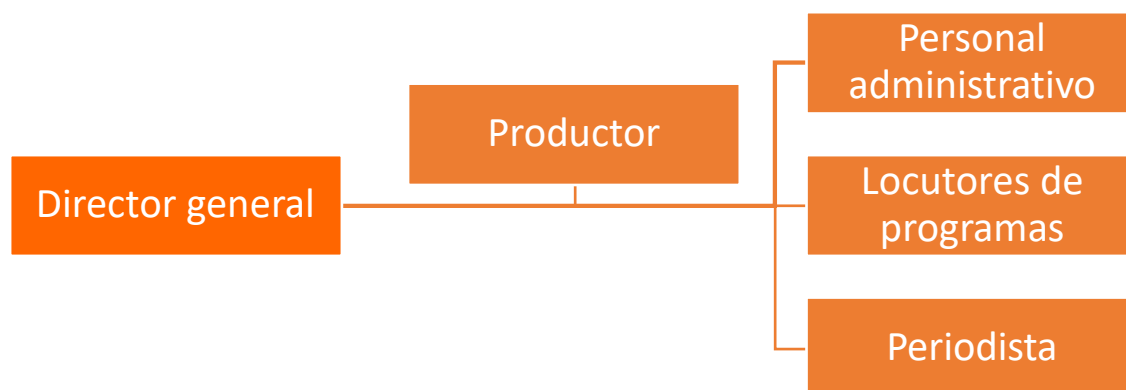 Director general
Productor
Personal
administrativo
Locutores de
programas
Periodista